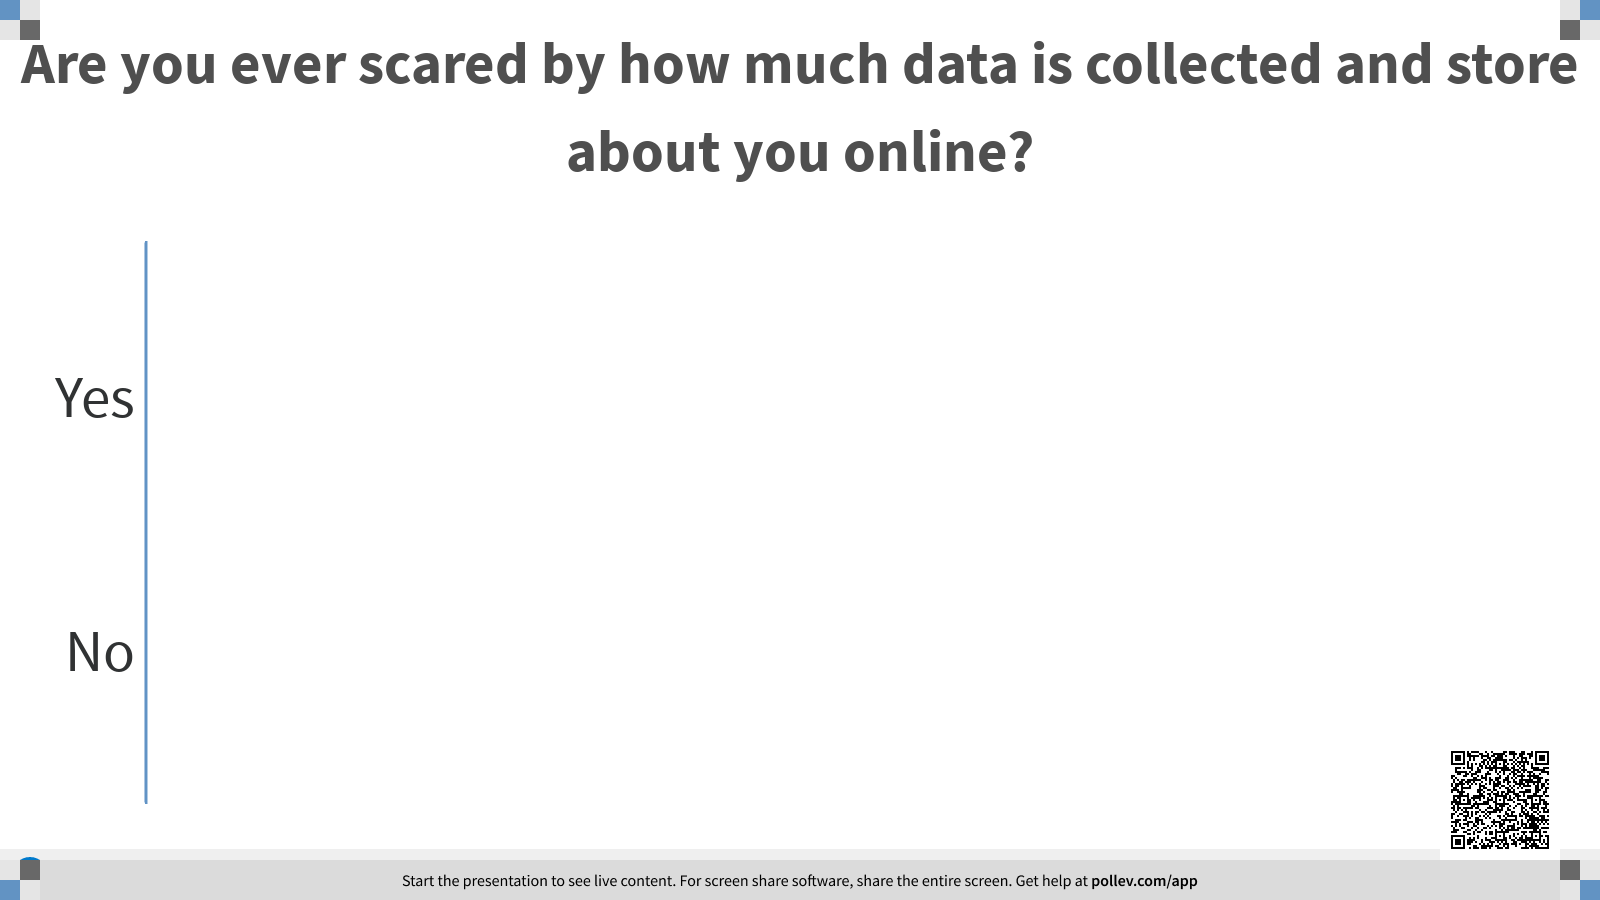 Are you ever scared by how much data is collected and store
about you online?
Yes
No
Start the presentation to see live content. For screen share software, share the entire screen. Get help at pollev.com/app